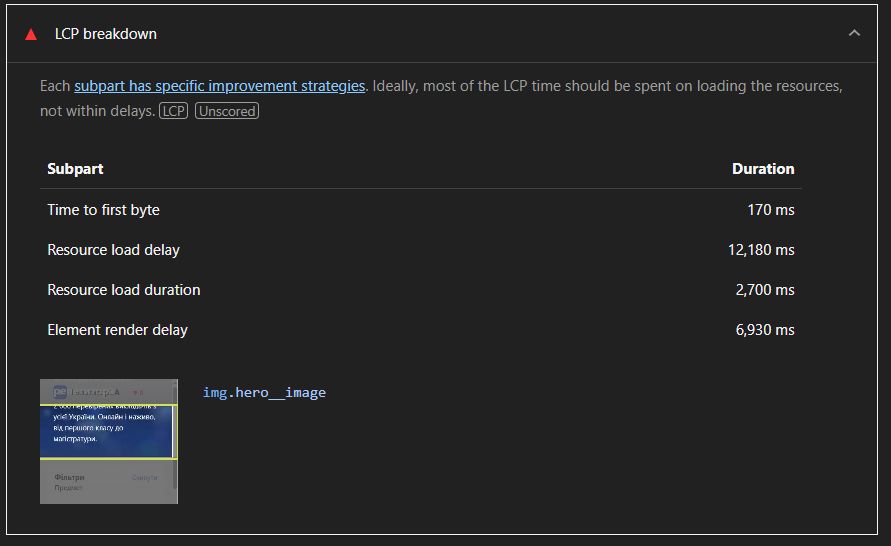 LCP breakdown
Each subpart has specific improvement strategies. Ideally, most of the LCP time should be spent on loading the resources,
not within delays. LCP Unscored
Subpart Duration
Time to first byte 170 ms
Resource load delay 12,180 ms
Resource load duration 2,700 ms
Element render delay 6,930 ms
img.hero__image
усієї України. Онлайн і наживо,
від першого класу до
магістратури.
Фільтри Скинути
Предмет